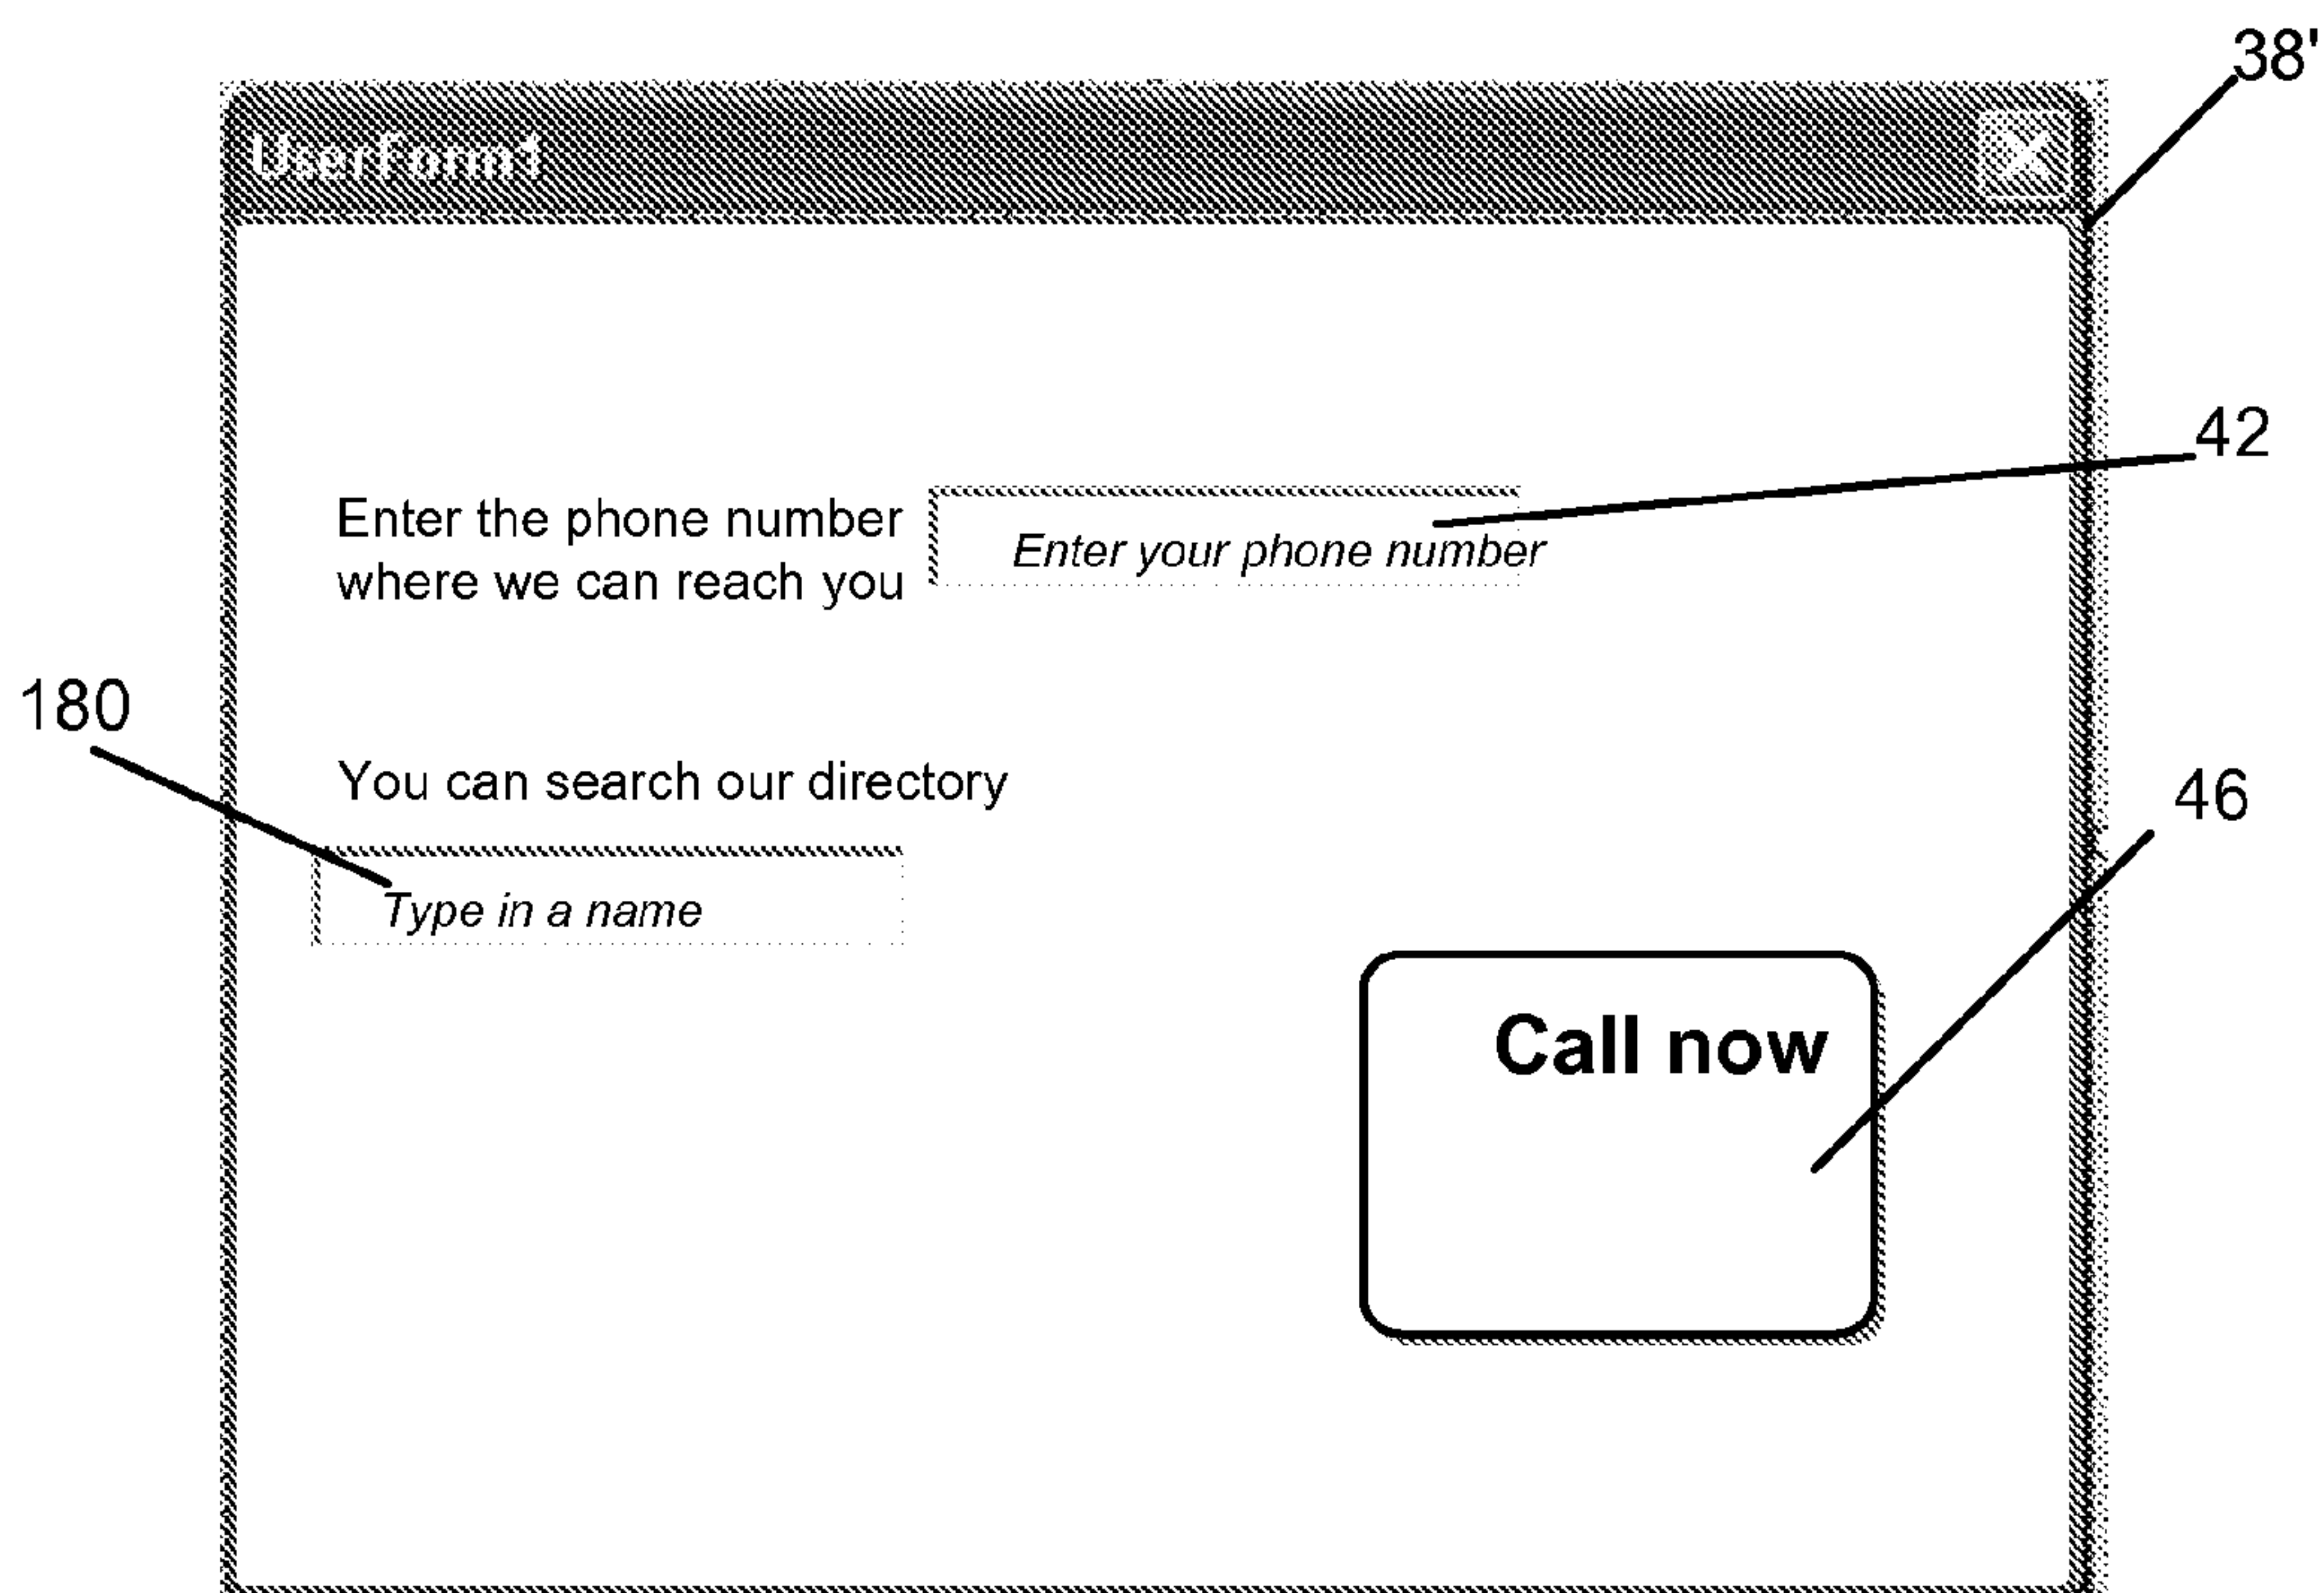 38'
UserForm1
42
Enter the phone number
where we can reach you
Enter your phone number
180
You can search our directory
46
Type in a name
Call now